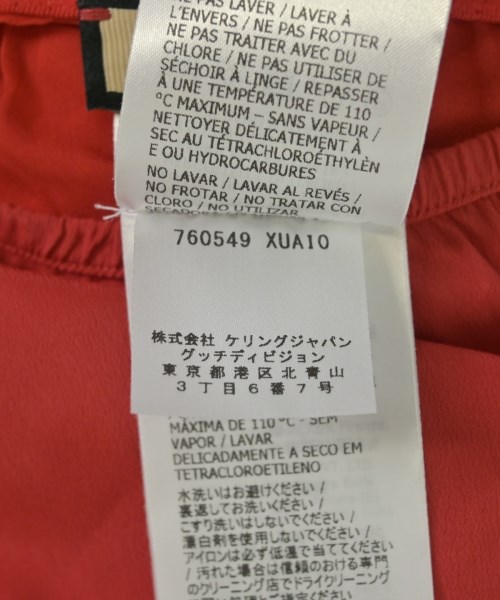 NE PAS LAVER / LAVER À
L'ENVERS / NE PAS FROTTER /
NE PAS TRAITER AVEC DU
CHLORE / NE PAS UTILISER DE
SÉCHOIR À LINGE / REPASSER
À UNE TEMPÉRATURE DE 110
°C MAXIMUM – SANS VAPEUR /
NETTOYER DÉLICATEMENT À
SEC AU TÉTRACHLOROÉTHYLÈN
E OU HYDROCARBURES
NO LAVAR / LAVAR AL REVÉS /
NO FROTAR / NO TRATAR CON
CLORO / NO UTILIZAR
760549 XUA10
株式会社 ケリングジャパン
グッチディビジョン
東京都港区北青山
3丁目6番7号
MÁXIMA DE 110 °C – SEM
VAPOR / LAVAR
DELICADAMENTE A SECO EM
TETRACLOROETILENO
水洗いはお避けください /
裏返してお洗いください /
こすり洗いはしないでください /
漂白剤を使用しないでください /
アイロンは必ず低温で当ててください
/ 汚れた場合は信頼のおける専門
のクリーニング店でドライクリーニング